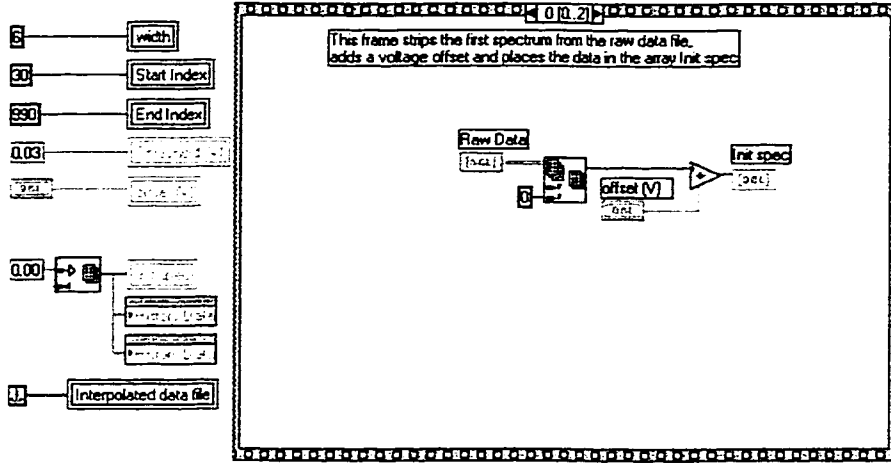 0 [0..2]
This frame strips the first spectrum from the raw data file,
adds a voltage offset and places the data in the array Init spec
6 width
30 Start Index
990 End Index
0.03
Raw Data
Init spec
0
offset (V)
0.00
Interpolated data file